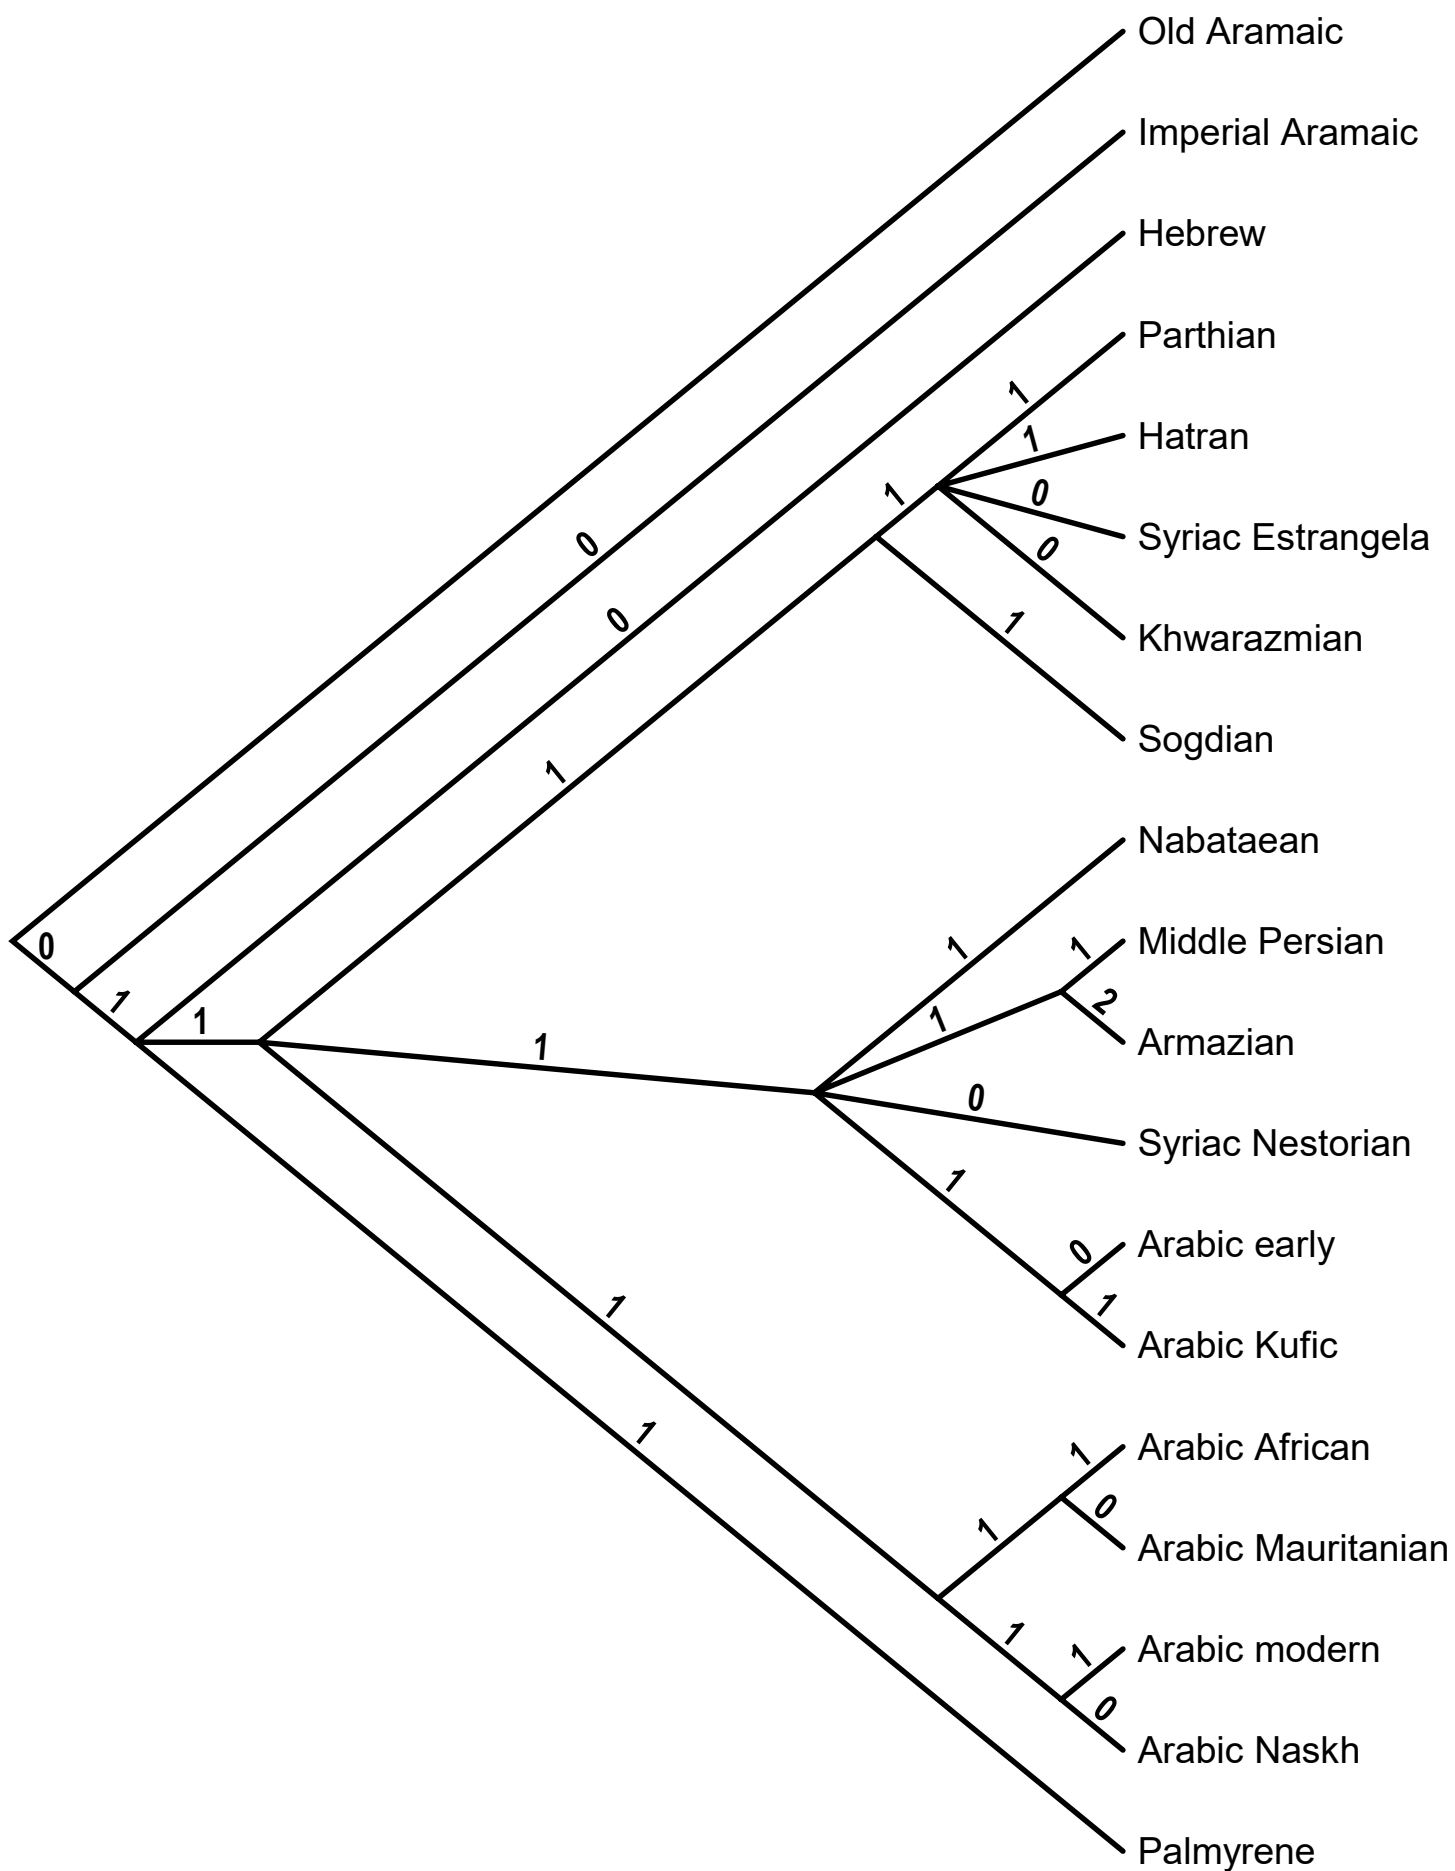 Old Aramaic
Imperial Aramaic
Hebrew
Parthian
1
Hatran
1
1
0
Syriac Estrangela
0
0
Khwarazmian
0
1
Sogdian
1
Nabataean
1
Middle Persian
1
0
2
1
Armazian
1
1
1
Syriac Nestorian
0
1
Arabic early
0
1
1
Arabic Kufic
1
Arabic African
1
0
1
Arabic Mauritanian
1
Arabic modern
1
0
Arabic Naskh
Palmyrene